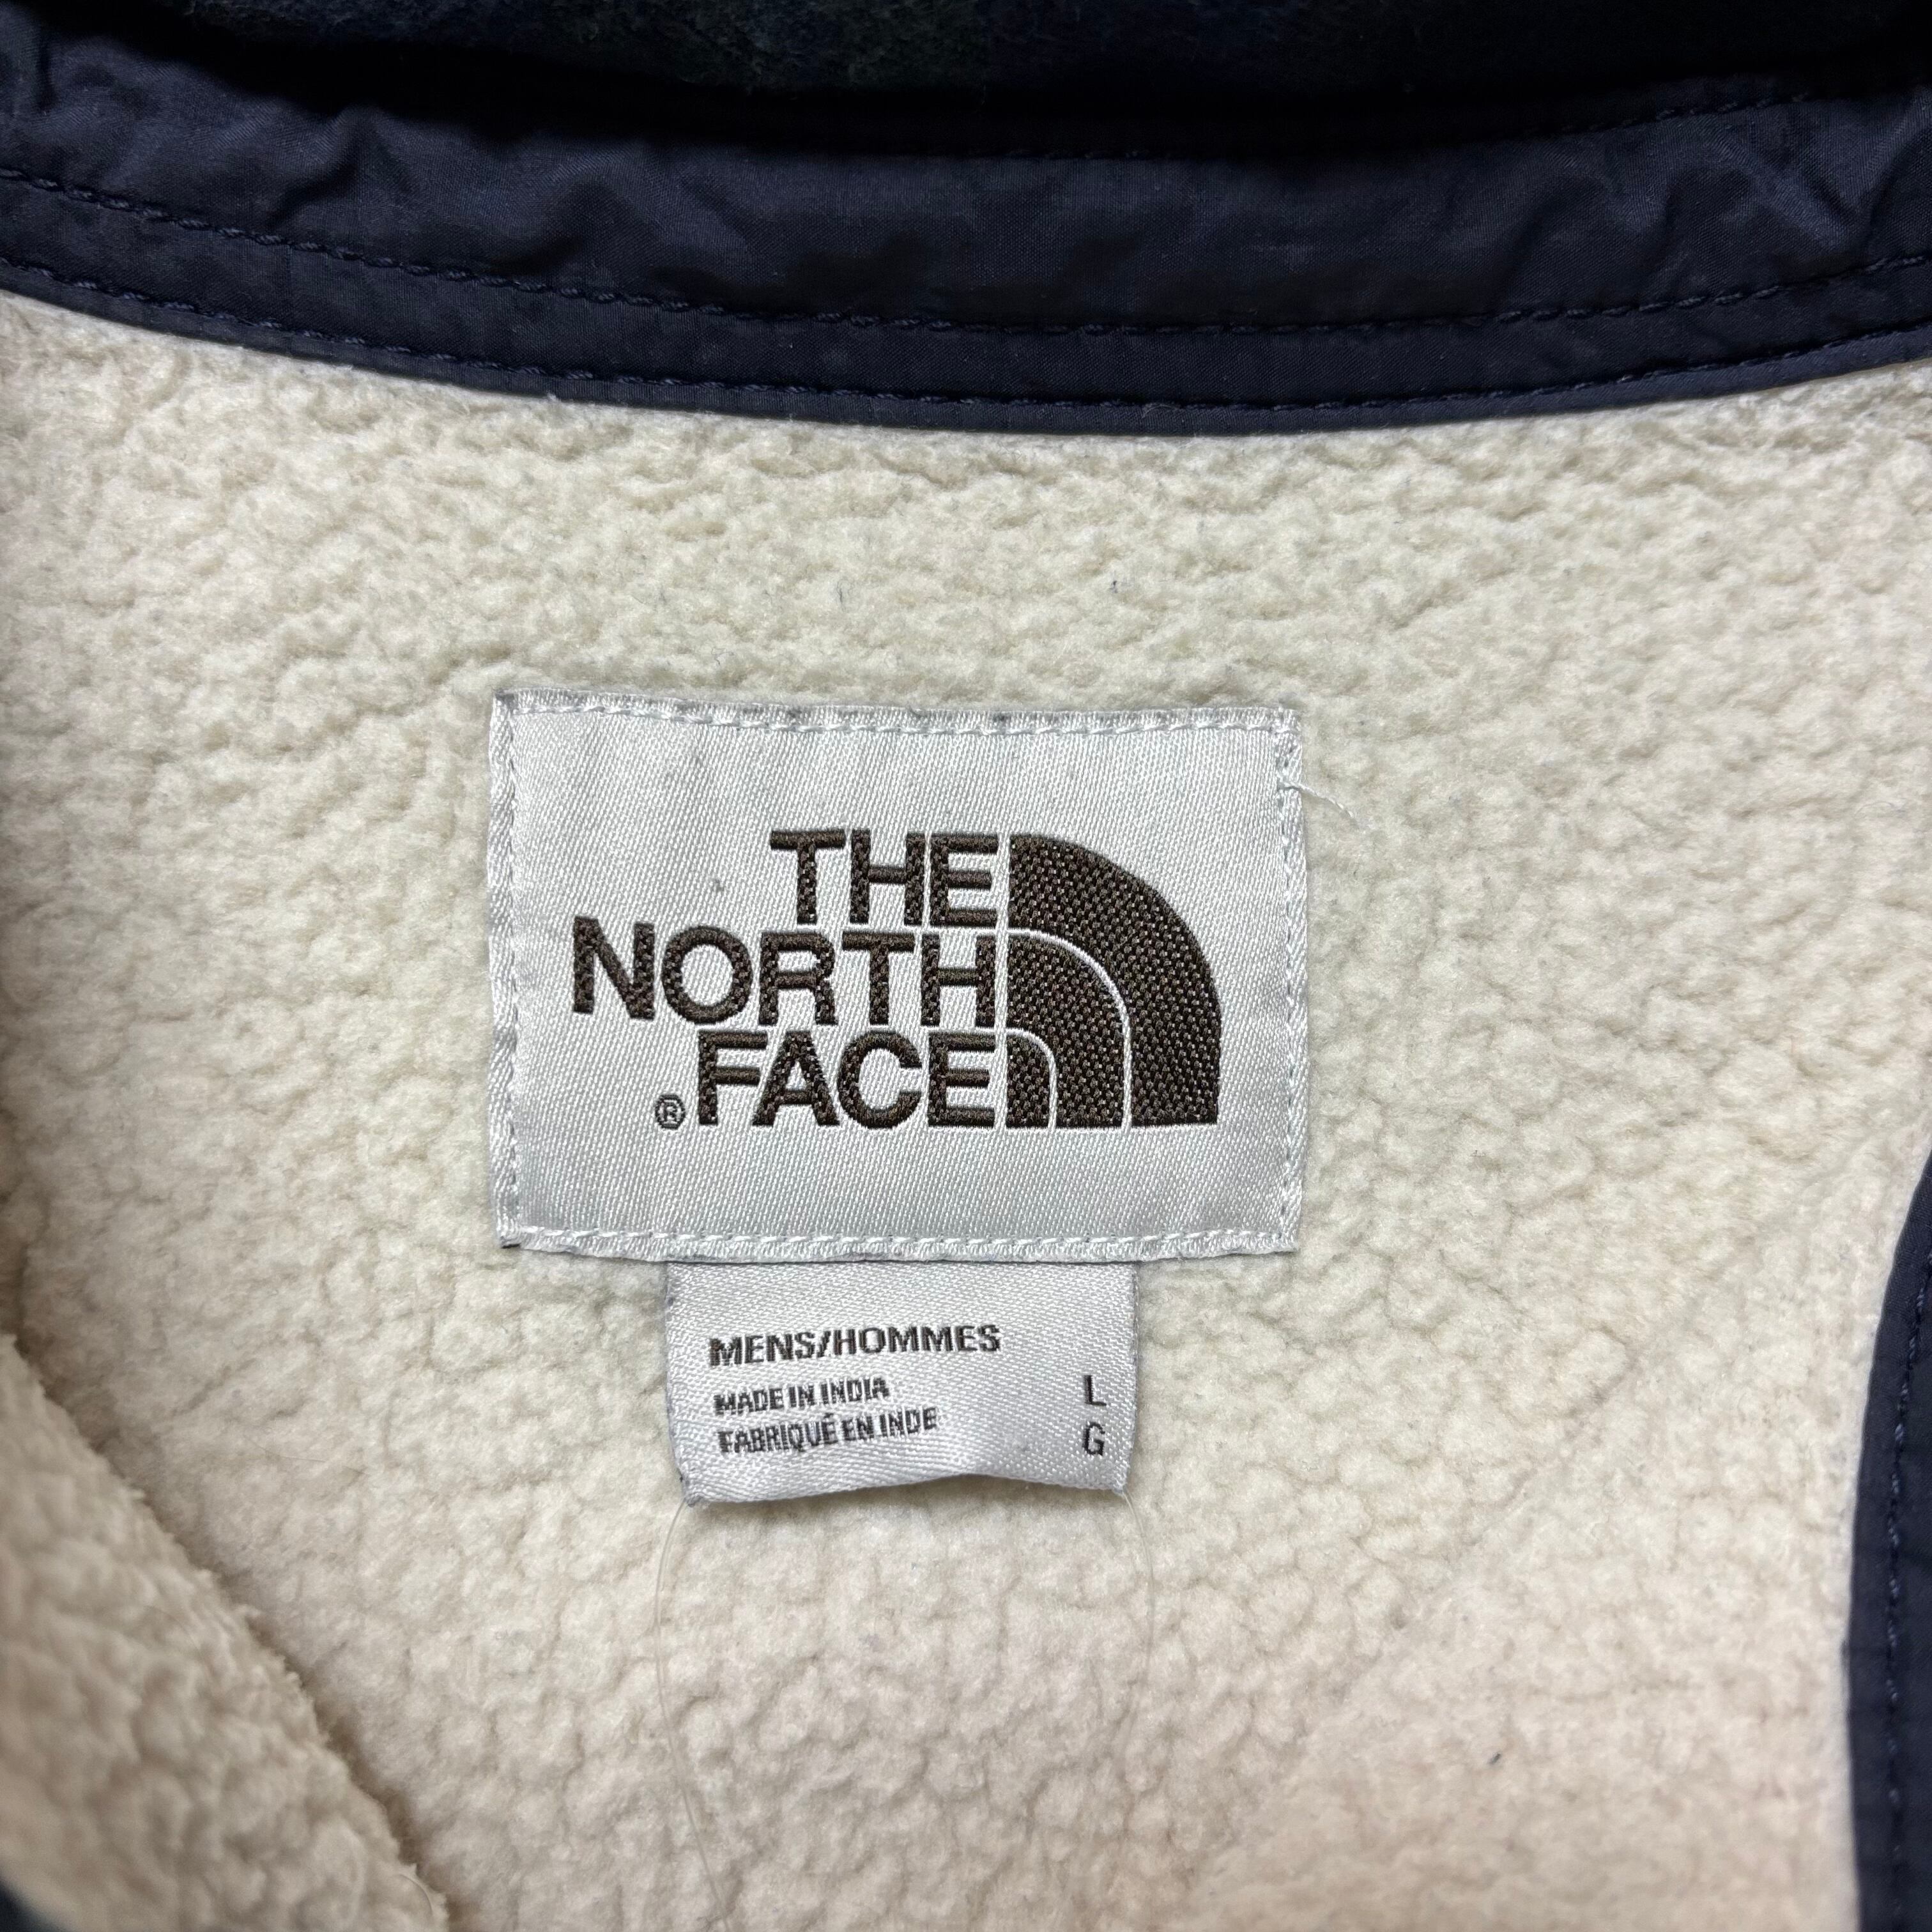 THE
NORTH
FACE
®
MENS/HOMMES
MADE IN INDIA L
FABRIQUÉ EN INDE G